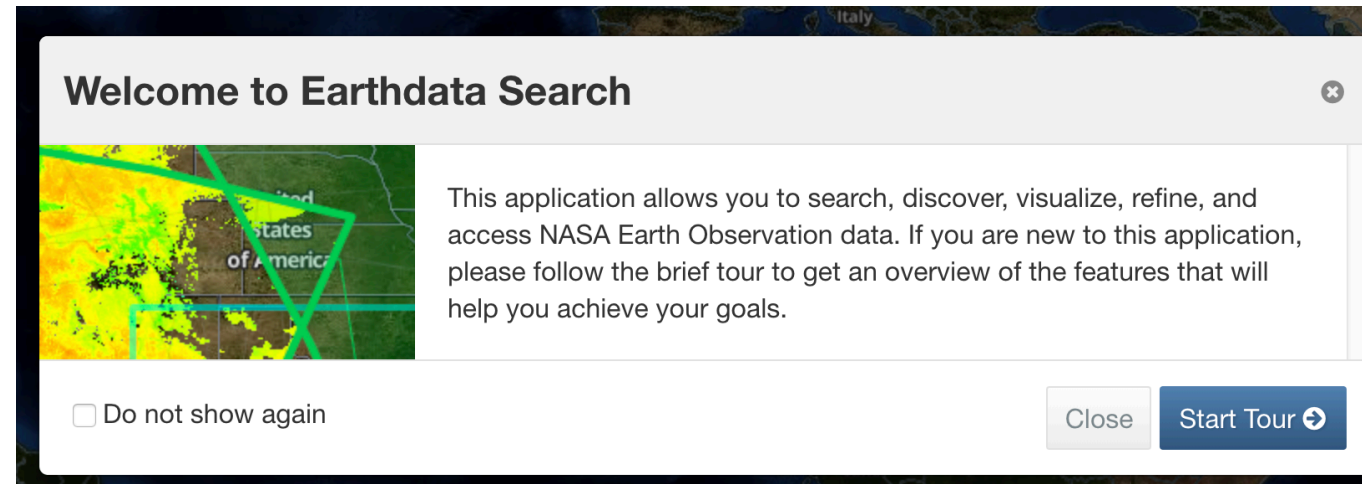 Italy
Welcome to Earthdata Search
States
of America
This application allows you to search, discover, visualize, refine, and
access NASA Earth Observation data. If you are new to this application,
please follow the brief tour to get an overview of the features that will
help you achieve your goals.
Do not show again
Close
Start Tour